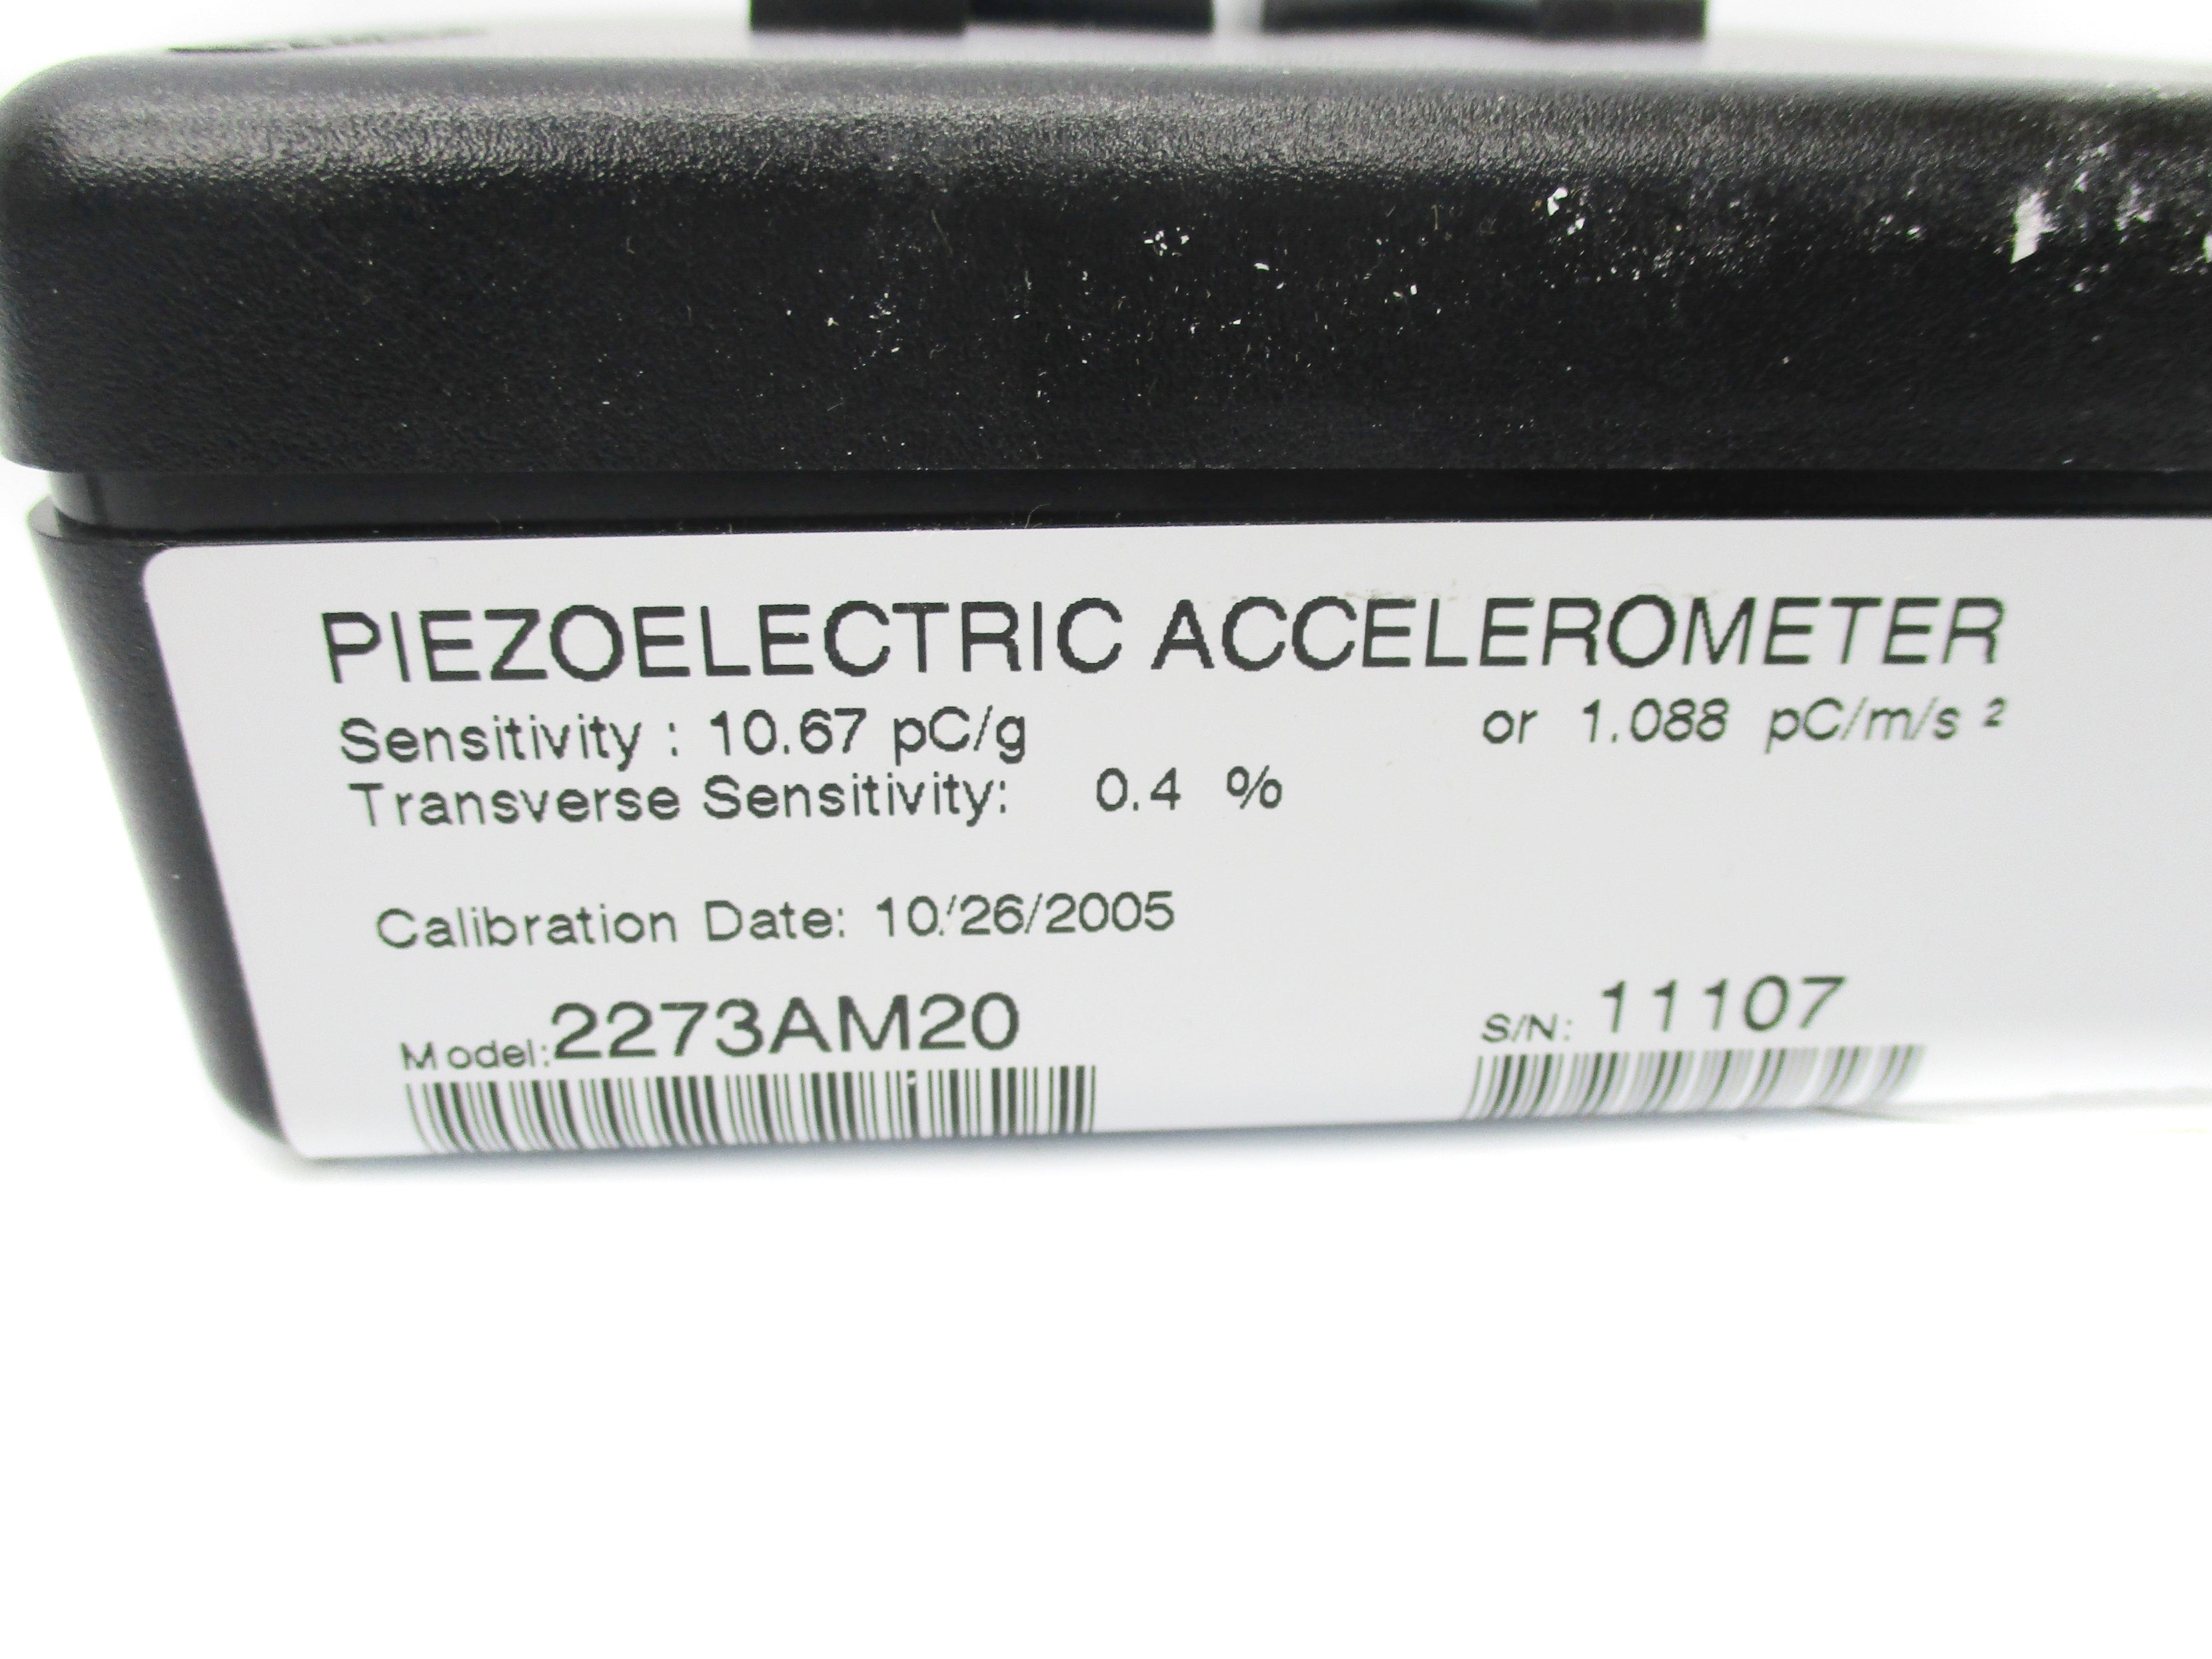 PIEZOELECTRIC ACCELEROMETER
Sensitivity : 10.67 pC/g or 1.088 pC/m/s ²
Transverse Sensitivity: 0.4 %
Calibration Date: 10/26/2005
Model: 2273AM20 S/N: 11107